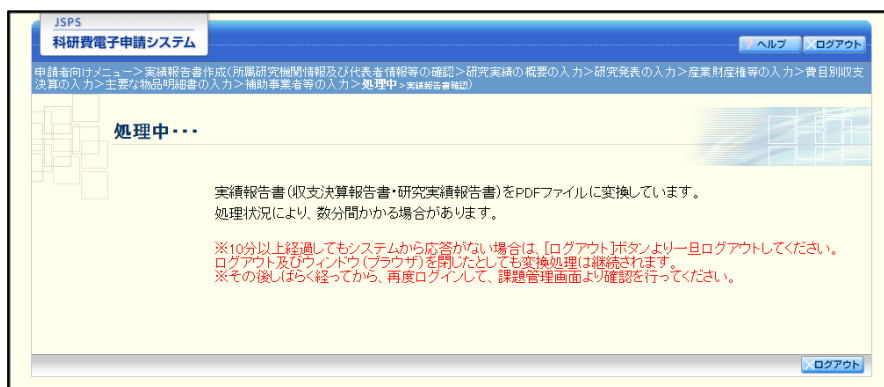 JSPS
科研費電子申請システム
? ヘルプ
ログアウト
申請者向けメニュー＞実績報告書作成(所属研究機関情報及び代表者情報等の確認＞研究実績の概要の入力＞研究発表の入力＞産業財産権等の入力＞費目別収支
決算の入力＞主要な物品明細書の入力＞補助事業者等の入力＞処理中＞実績報告書確認)
処理中・・・
実績報告書(収支決算報告書・研究実績報告書)をPDFファイルに変換しています。
処理状況により、数分間かかる場合があります。
※10分以上経過してもシステムから応答がない場合は、[ログアウト]ボタンより一旦ログアウトしてください。
ログアウト及びウィンドウ(ブラウザ)を閉じたとしても変換処理は継続されます。
※その後しばらく経ってから、再度ログインして、課題管理画面より確認を行ってください。
ログアウト